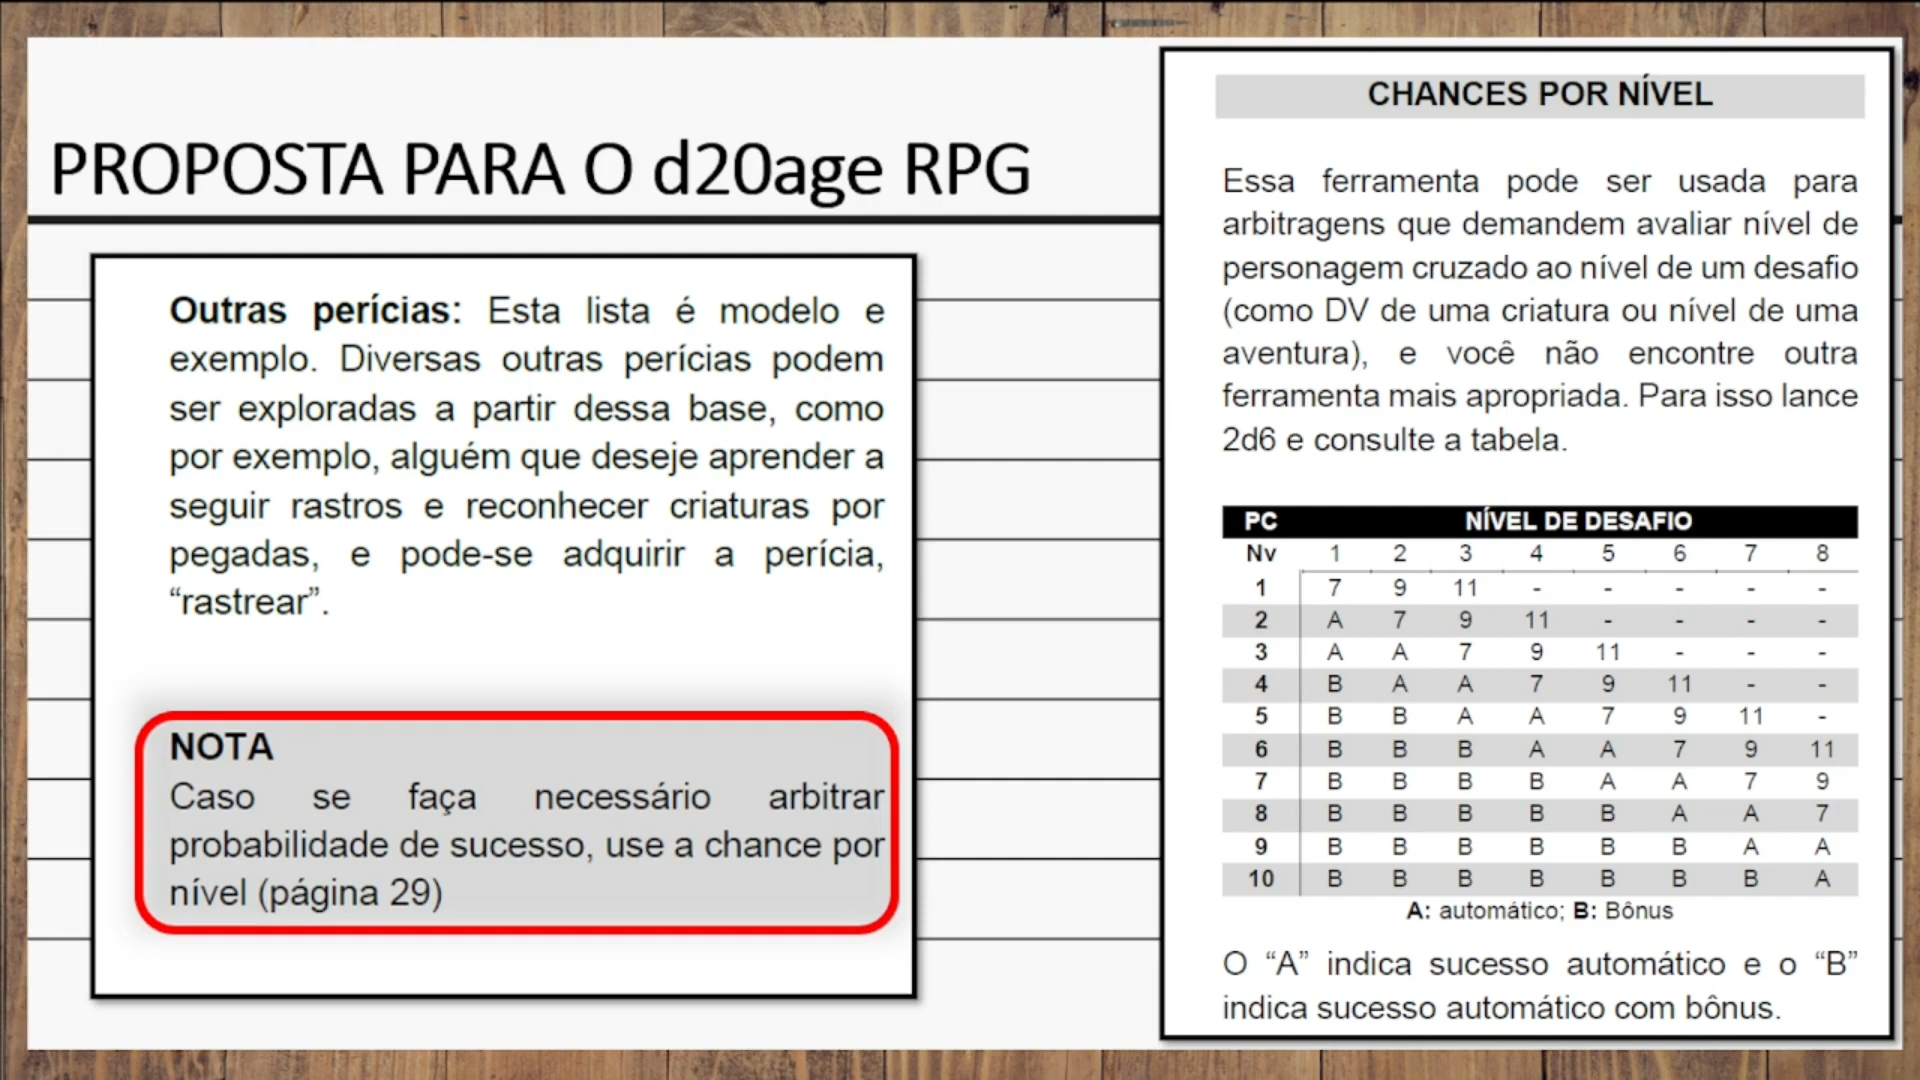 PROPOSTA PARA O d20age RPG
Outras perícias: Esta lista é modelo e
exemplo. Diversas outras perícias podem
ser exploradas a partir dessa base, como
por exemplo, alguém que deseje aprender a
seguir rastros e reconhecer criaturas por
pegadas, e pode-se adquirir a perícia,
“rastrear”.
NOTA
Caso se faça necessário arbitrar
probabilidade de sucesso, use a chance por
nível (página 29)
CHANCES POR NÍVEL
Essa ferramenta pode ser usada para
arbitragens que demandem avaliar nível de
personagem cruzado ao nível de um desafio
(como DV de uma criatura ou nível de uma
aventura), e você não encontre outra
ferramenta mais apropriada. Para isso lance
2d6 e consulte a tabela.
PC NÍVEL DE DESAFIO
Nv 1 2 3 4 5 6 7 8
1 7 9 11 - - - - -
2 A 7 9 11 - - - -
3 A A 7 9 11 - - -
4 B A A 7 9 11 - -
5 B B A A 7 9 11 -
6 B B B A A 7 9 11
7 B B B B A A 7 9
8 B B B B B A A 7
9 B B B B B B A A
10 B B B B B B B A
A: automático; B: Bônus
O “A” indica sucesso automático e o “B”
indica sucesso automático com bônus.